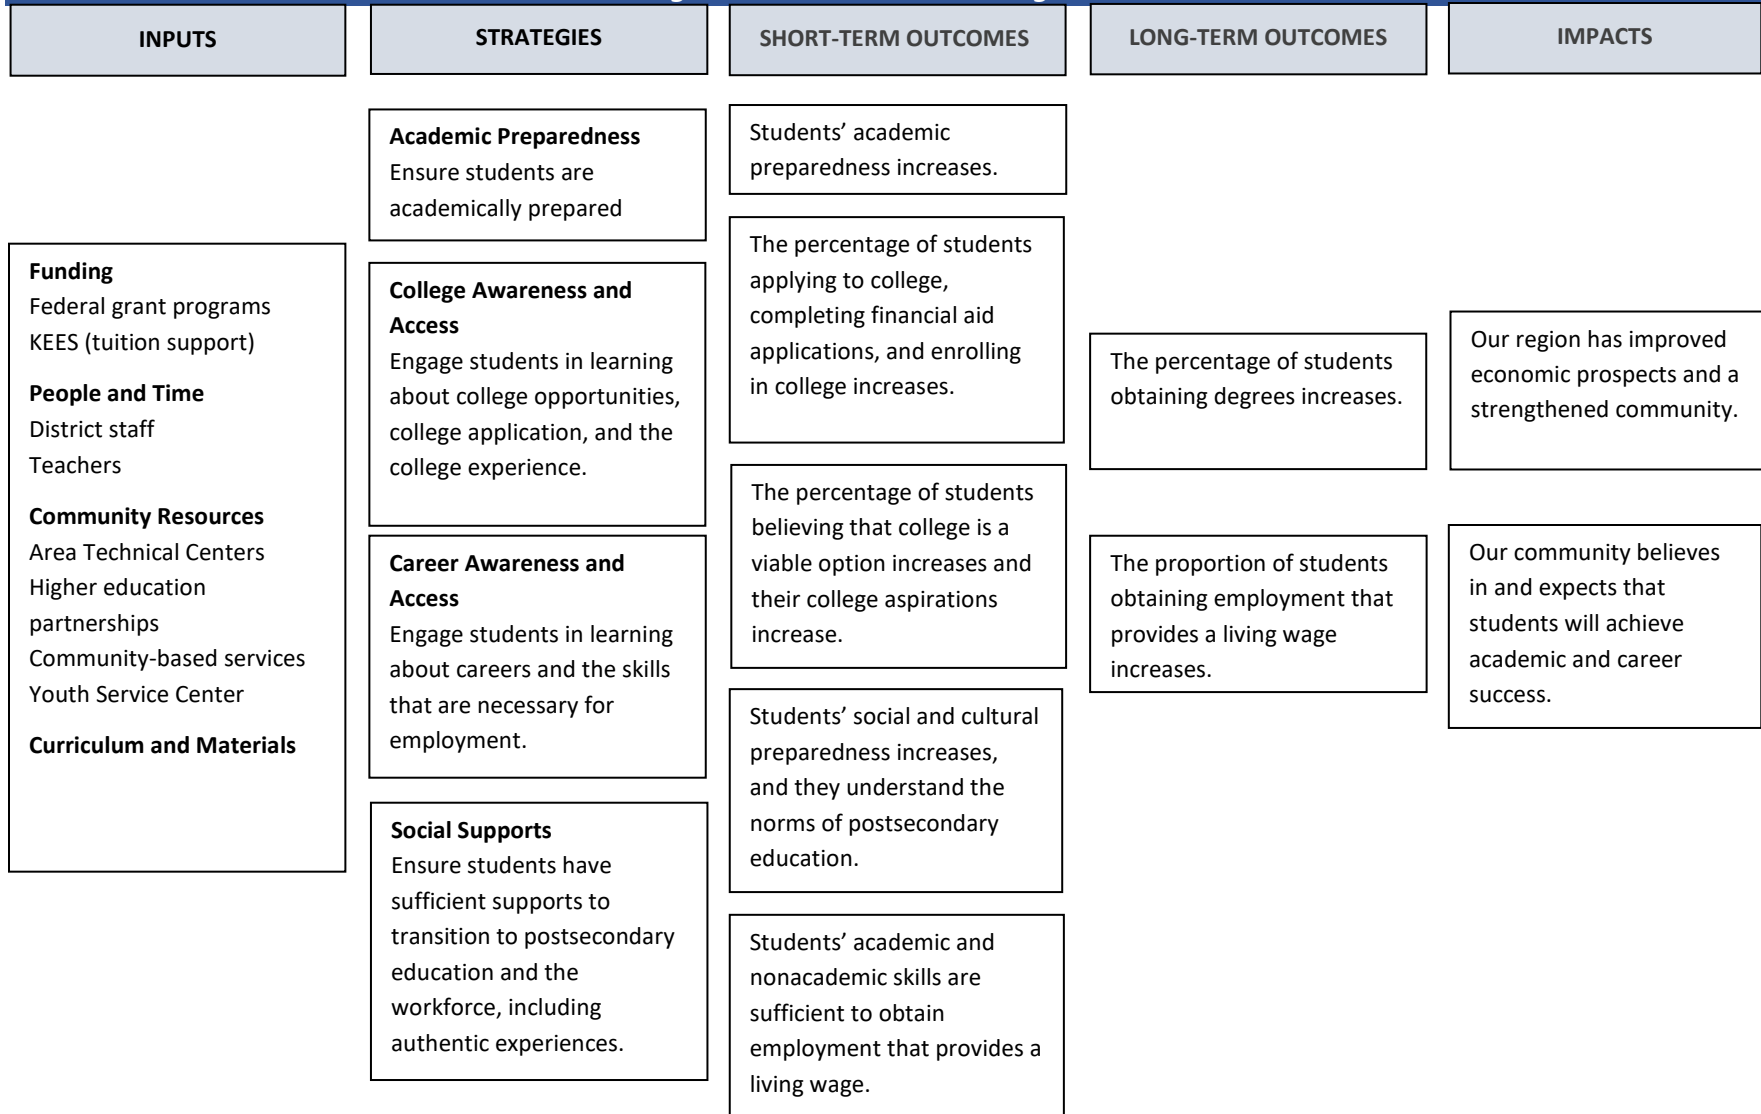 INPUTS
STRATEGIES
SHORT-TERM OUTCOMES
LONG-TERM OUTCOMES
IMPACTS
Funding
Federal grant programs
KEES (tuition support)
People and Time
District staff
Teachers
Community Resources
Area Technical Centers
Higher education
partnerships
Community-based services
Youth Service Center
Curriculum and Materials
Academic Preparedness
Ensure students are
academically prepared
College Awareness and
Access
Engage students in learning
about college opportunities,
college application, and the
college experience.
Career Awareness and
Access
Engage students in learning
about careers and the skills
that are necessary for
employment.
Social Supports
Ensure students have
sufficient supports to
transition to postsecondary
education and the
workforce, including
authentic experiences.
Students’ academic
preparedness increases.
The percentage of students
applying to college,
completing financial aid
applications, and enrolling
in college increases.
The percentage of students
believing that college is a
viable option increases and
their college aspirations
increase.
Students’ social and cultural
preparedness increases,
and they understand the
norms of postsecondary
education.
Students’ academic and
nonacademic skills are
sufficient to obtain
employment that provides a
living wage.
The percentage of students
obtaining degrees increases.
The proportion of students
obtaining employment that
provides a living wage
increases.
Our region has improved
economic prospects and a
strengthened community.
Our community believes
in and expects that
students will achieve
academic and career
success.